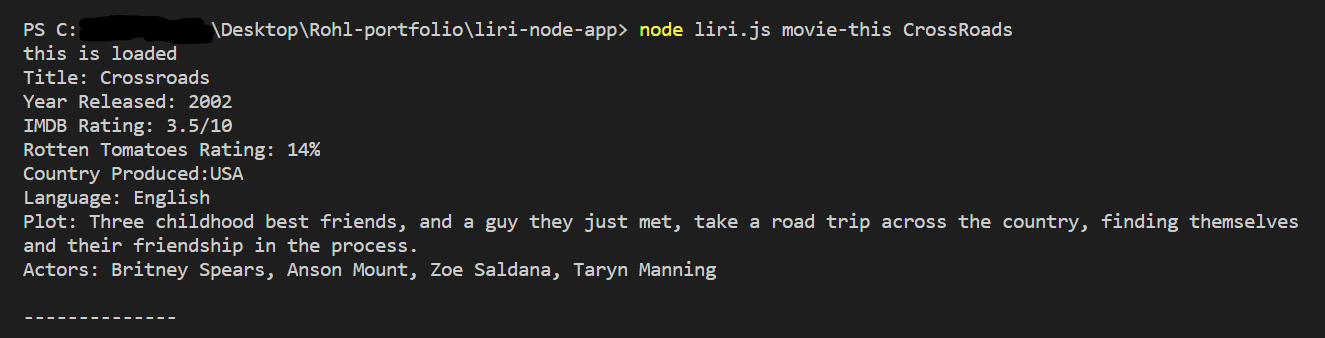 PS C:\Desktop\Rohl-portfolio\liri-node-app> node liri.js movie-this CrossRoads
this is loaded
Title: Crossroads
Year Released: 2002
IMDB Rating: 3.5/10
Rotten Tomatoes Rating: 14%
Country Produced:USA
Language: English
Plot: Three childhood best friends, and a guy they just met, take a road trip across the country, finding themselves
and their friendship in the process.
Actors: Britney Spears, Anson Mount, Zoe Saldana, Taryn Manning
--------------